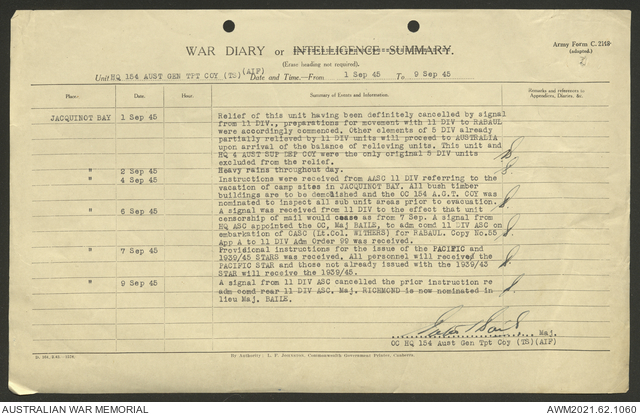 Army Form C. 2118.
(adapted.)
WAR DIARY or INTELLIGENCE SUMMARY.
(Erase heading not required).
Unit HQ 154 AUST GEN TPT COY (TS)(AIF) Date and Time.—From 1 Sep 45 To 9 Sep 45
Place. Date. Hour. Summary of Events and Information. Remarks and references to
Appendices, Diaries, &c.
JACQUINOT BAY 1 Sep 45 Relief of this unit having been definitely cancelled by signal
from 11 DIV., preparations for movement with 11 DIV to RABAUL
were accordingly commenced. Other elements of 5 DIV already
partially relieved by 11 DIV units will proceed to AUSTRALIA
upon arrival of the balance of relieving units. This unit and
HQ 4 AUST SUP DEP COY were the only original 5 DIV units
excluded from the relief.
" 2 Sep 45 Heavy rains throughout day.
" 4 Sep 45 Instructions were received from AASC 11 DIV referring to the
vacation of camp sites in JACQUINOT BAY. All bush timber
buildings are to be demolished and the OC 154 A.G.T. COY was
nominated to inspect all sub unit areas prior to evacuation.
" 6 Sep 45 A signal was received from 11 DIV to the effect that unit
censorship of mail would cease as from 7 Sep. A signal from
HQ ASC appointed the OC, Maj BAILE, to adm comd 11 DIV ASC on
embarkation of CASC (Lt.Col. WITHERS) for RABAUL. Copy No.55
App A to 11 DIV Adm Order 99 was received.
" 7 Sep 45 Provisional instructions for the issue of the PACIFIC and
1939/45 STARS was received. All personnel will receive the
PACIFIC STAR and those not already issued with the 1939/43
STAR will receive the 1939/45.
" 9 Sep 45 A signal from 11 DIV ASC cancelled the prior instruction re
adm comd rear 11 DIV ASC. Maj. RICHMOND is now nominated in
lieu Maj. BAILE.
Maj.
OC HQ 154 Aust Gen Tpt Coy (TS)(AIF)
By Authority: L. F. Johnston, Commonwealth Government Printer, Canberra.
AUSTRALIAN WAR MEMORIAL
AWM2021.62.1060